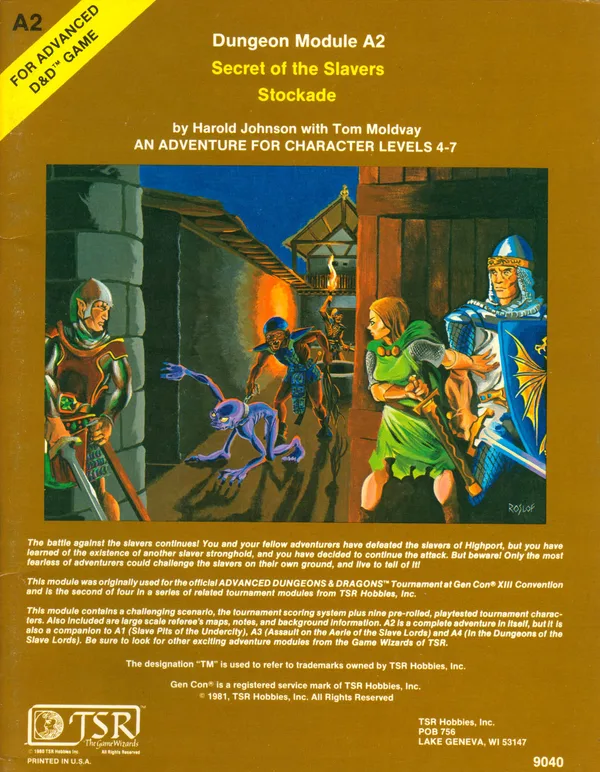 A2
FOR ADVANCED
D&D™ GAME
Dungeon Module A2
Secret of the Slavers
Stockade
by Harold Johnson with Tom Moldvay
AN ADVENTURE FOR CHARACTER LEVELS 4-7
ROSLOF
The battle against the slavers continues! You and your fellow adventurers have defeated the slavers of Highport, but you have
learned of the existence of another slaver stronghold, and you have decided to continue the attack. But beware! Only the most
fearless of adventurers could challenge the slavers on their own ground, and live to tell of it!
This module was originally used for the official ADVANCED DUNGEONS & DRAGONS™ Tournament at Gen Con® XIII Convention
and is the second of four in a series of related tournament modules from TSR Hobbies, Inc.
This module contains a challenging scenario, the tournament scoring system plus nine pre-rolled, playtested tournament charac-
ters. Also included are large scale referee's maps, notes, and background information. A2 is a complete adventure in itself, but it is
also a companion to A1 (Slave Pits of the Undercity), A3 (Assault on the Aerie of the Slave Lords) and A4 (In the Dungeons of the
Slave Lords). Be sure to look for other exciting adventure modules from the Game Wizards of TSR.
The designation "TM" is used to refer to trademarks owned by TSR Hobbies, Inc.
Gen Con® is a registered service mark of TSR Hobbies, Inc.
© 1981, TSR Hobbies, Inc. All Rights Reserved
TSR
The Game Wizards
© 1980 TSR Hobbies Inc. All Rights Reserved
PRINTED IN U.S.A.
TSR Hobbies, Inc.
POB 756
LAKE GENEVA, WI 53147
9040